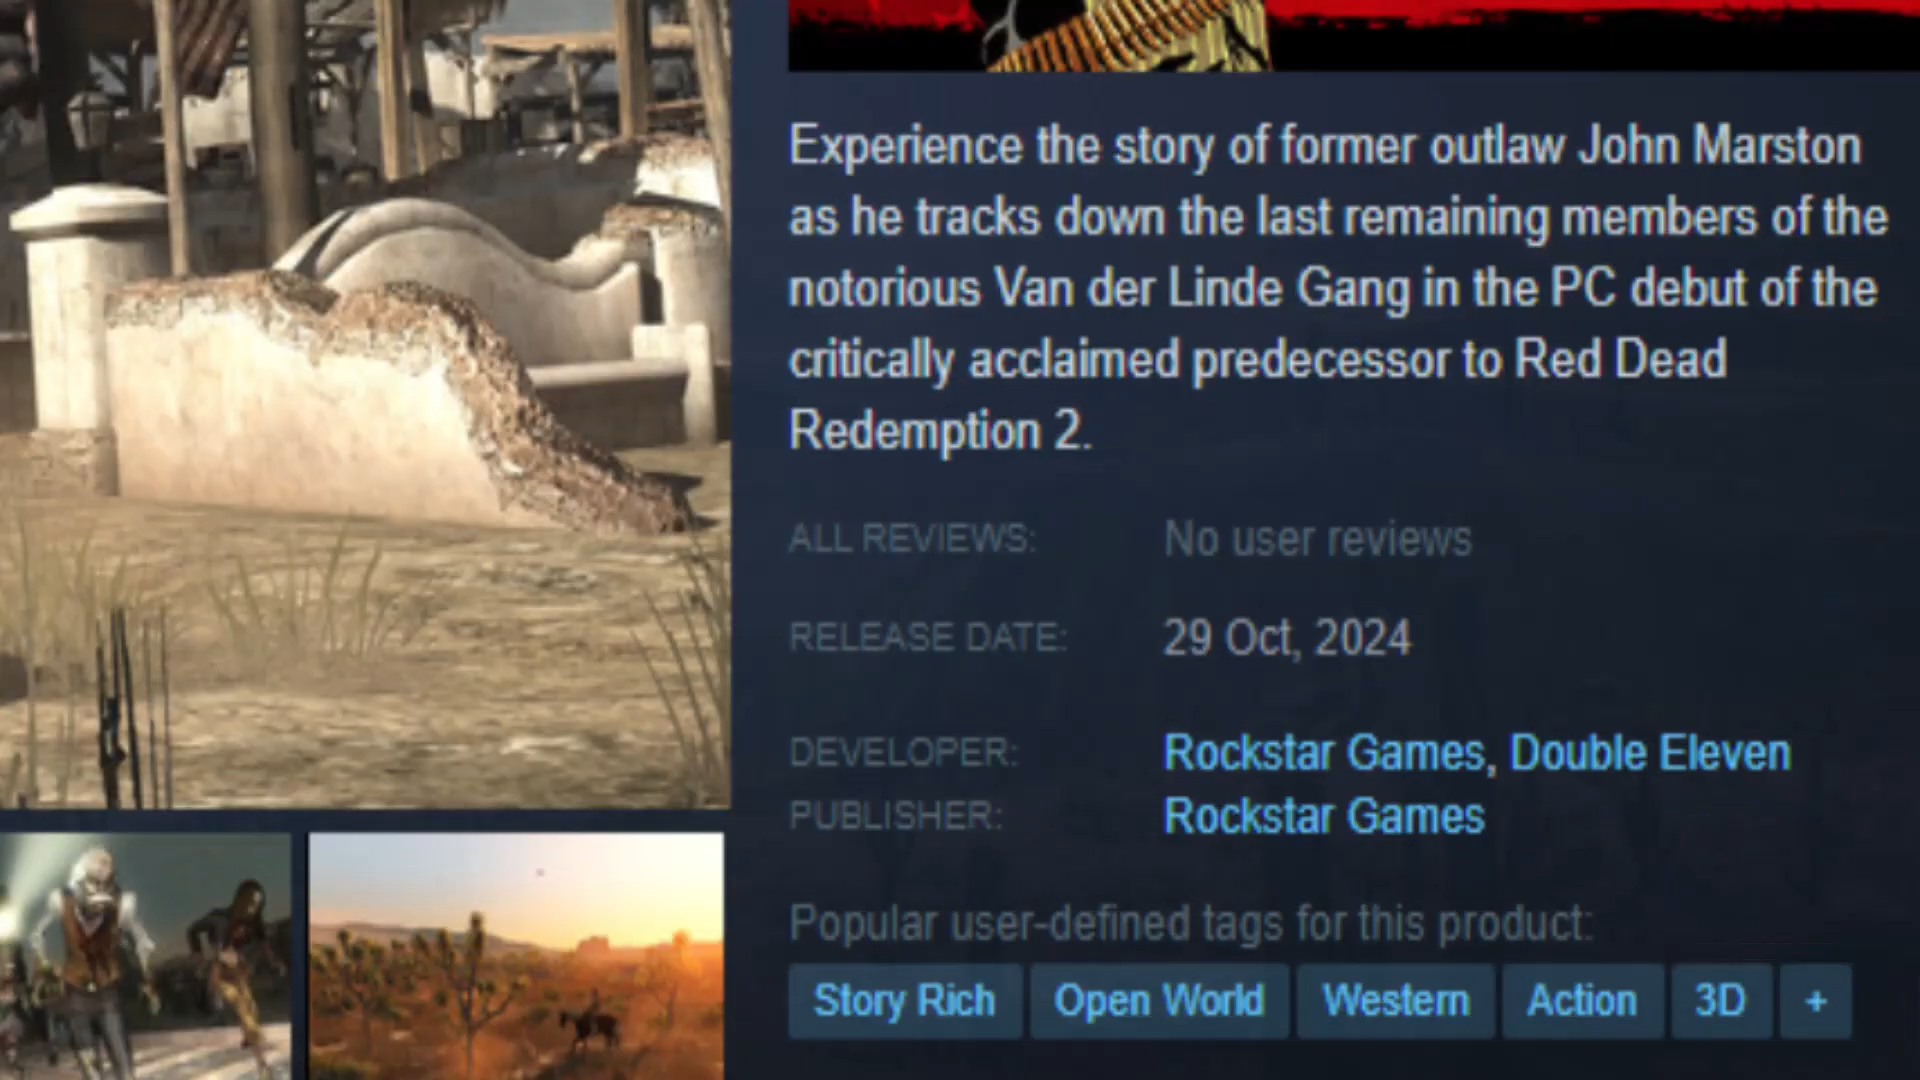 Experience the story of former outlaw John Marston
as he tracks down the last remaining members of the
notorious Van der Linde Gang in the PC debut of the
critically acclaimed predecessor to Red Dead
Redemption 2.
ALL REVIEWS: No user reviews
RELEASE DATE: 29 Oct, 2024
DEVELOPER: Rockstar Games, Double Eleven
PUBLISHER: Rockstar Games
Popular user-defined tags for this product:
Story Rich Open World Western Action 3D +